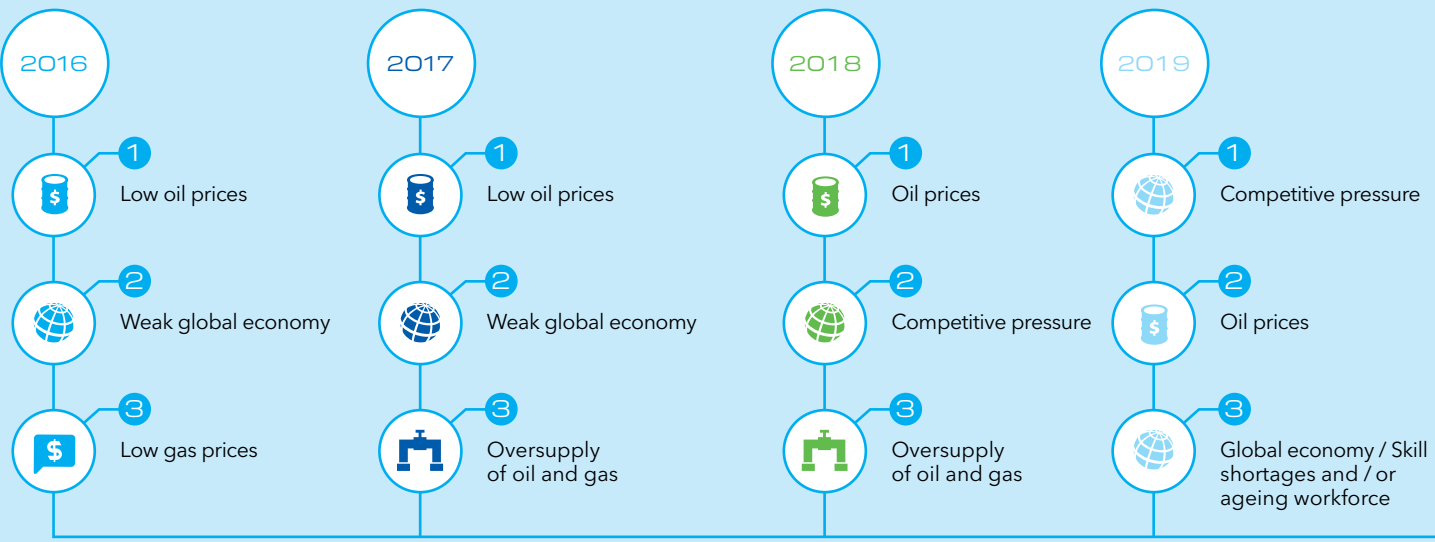 2016
1
Low oil prices
2
Weak global economy
3
$
Low gas prices
$
2017
1
Low oil prices
$
2
Weak global economy
3
Oversupply
of oil and gas
2018
1
Oil prices
$
2
Competitive pressure
3
Oversupply
of oil and gas
2019
1
Competitive pressure
2
Oil prices
$
3
Global economy / Skill
shortages and / or
ageing workforce